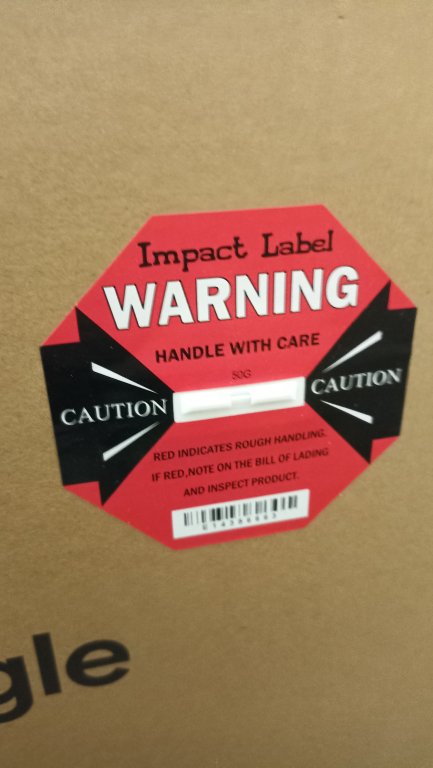 Impact Label
WARNING
HANDLE WITH CARE
50G
CAUTION
CAUTION
RED INDICATES ROUGH HANDLING.
IF RED,NOTE ON THE BILL OF LADING
AND INSPECT PRODUCT.
gle